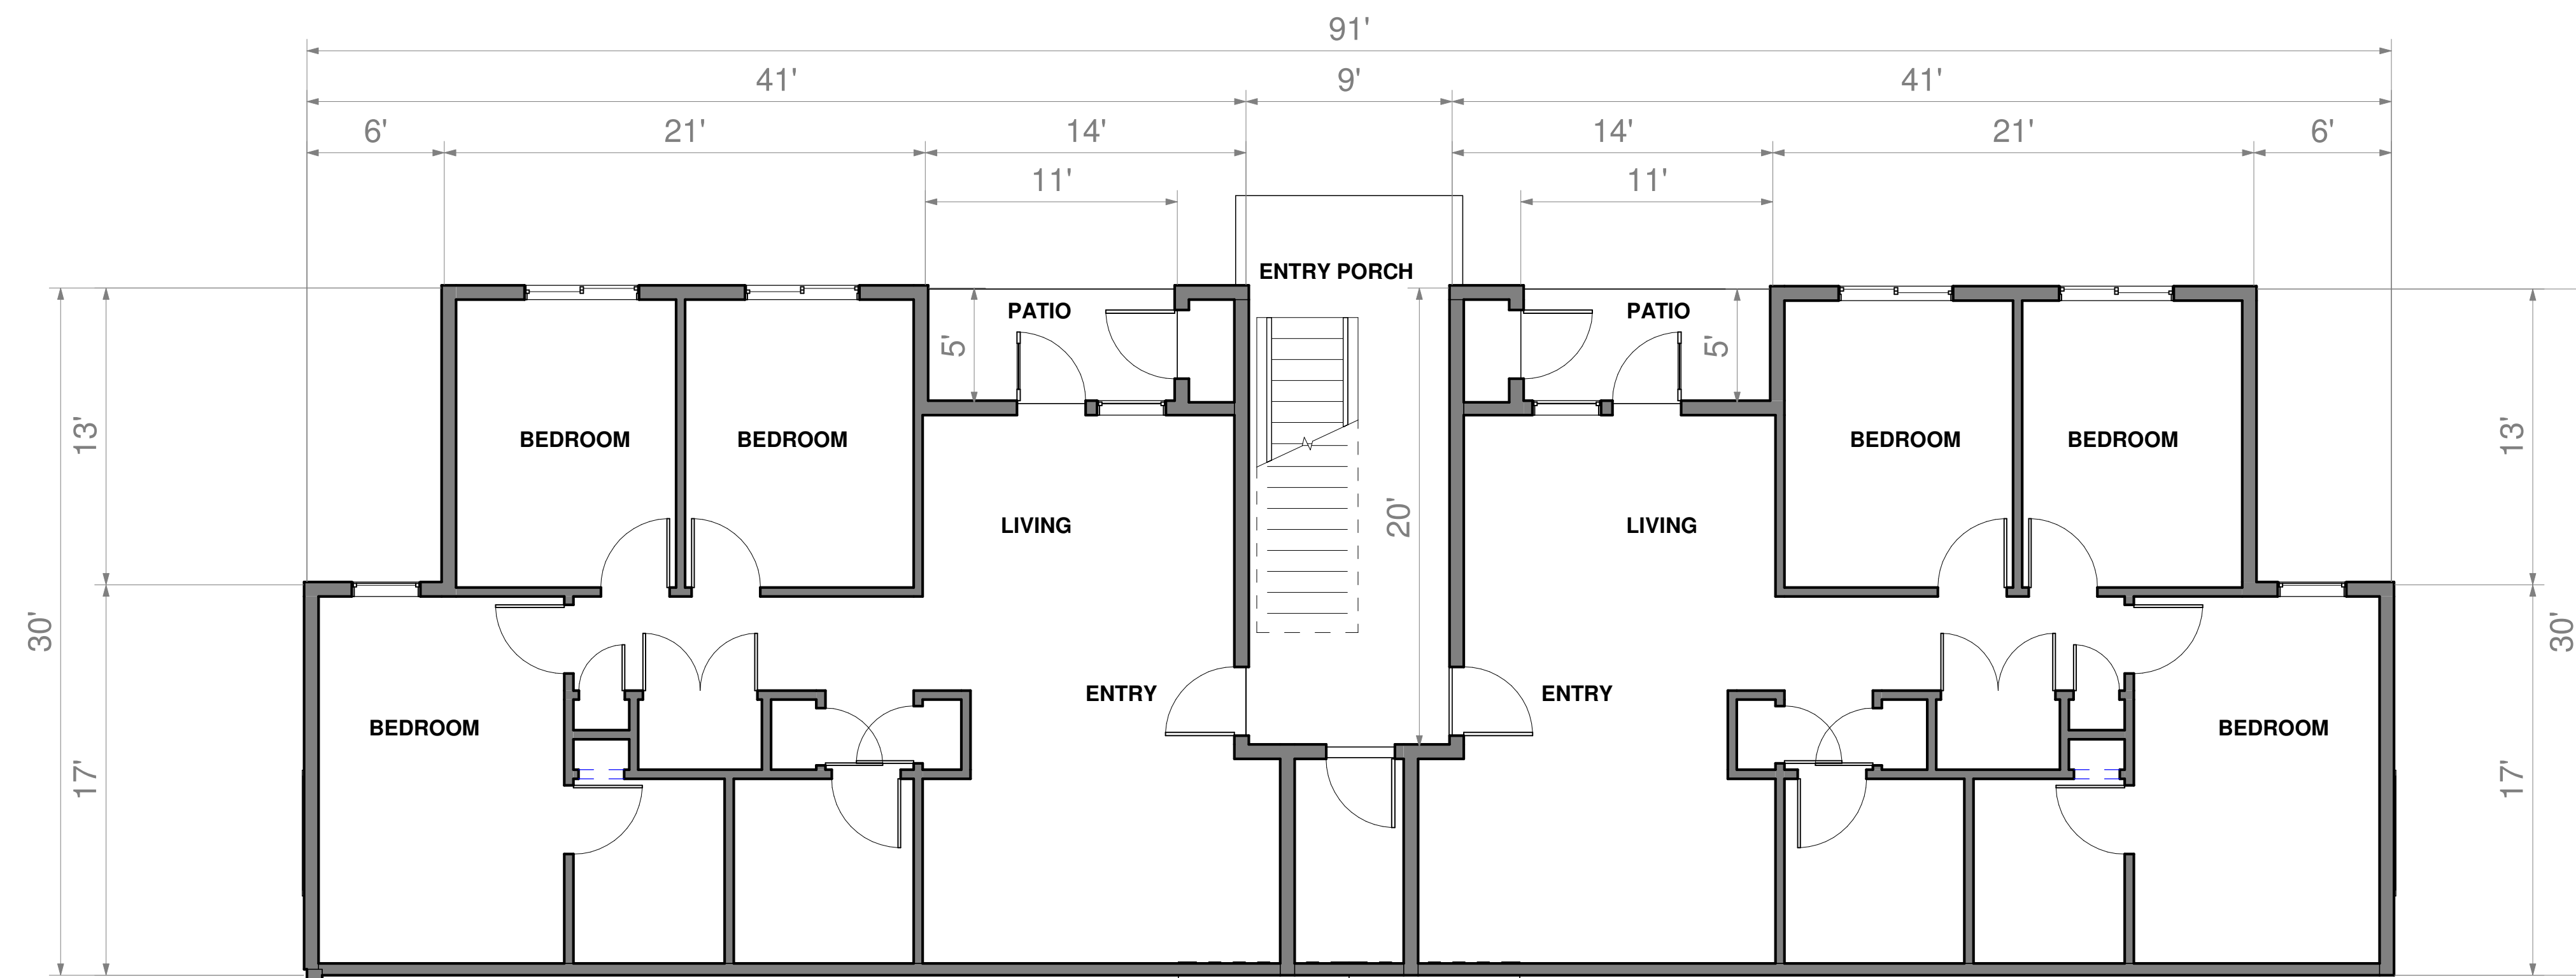 91'
41' 9' 41'
6' 21' 14' 14' 21' 6'
11' 11'
ENTRY PORCH
PATIO PATIO
5' 5'
13' BEDROOM BEDROOM BEDROOM BEDROOM 13'
LIVING 20' LIVING
30' 30'
ENTRY ENTRY
BEDROOM BEDROOM
17' 17'